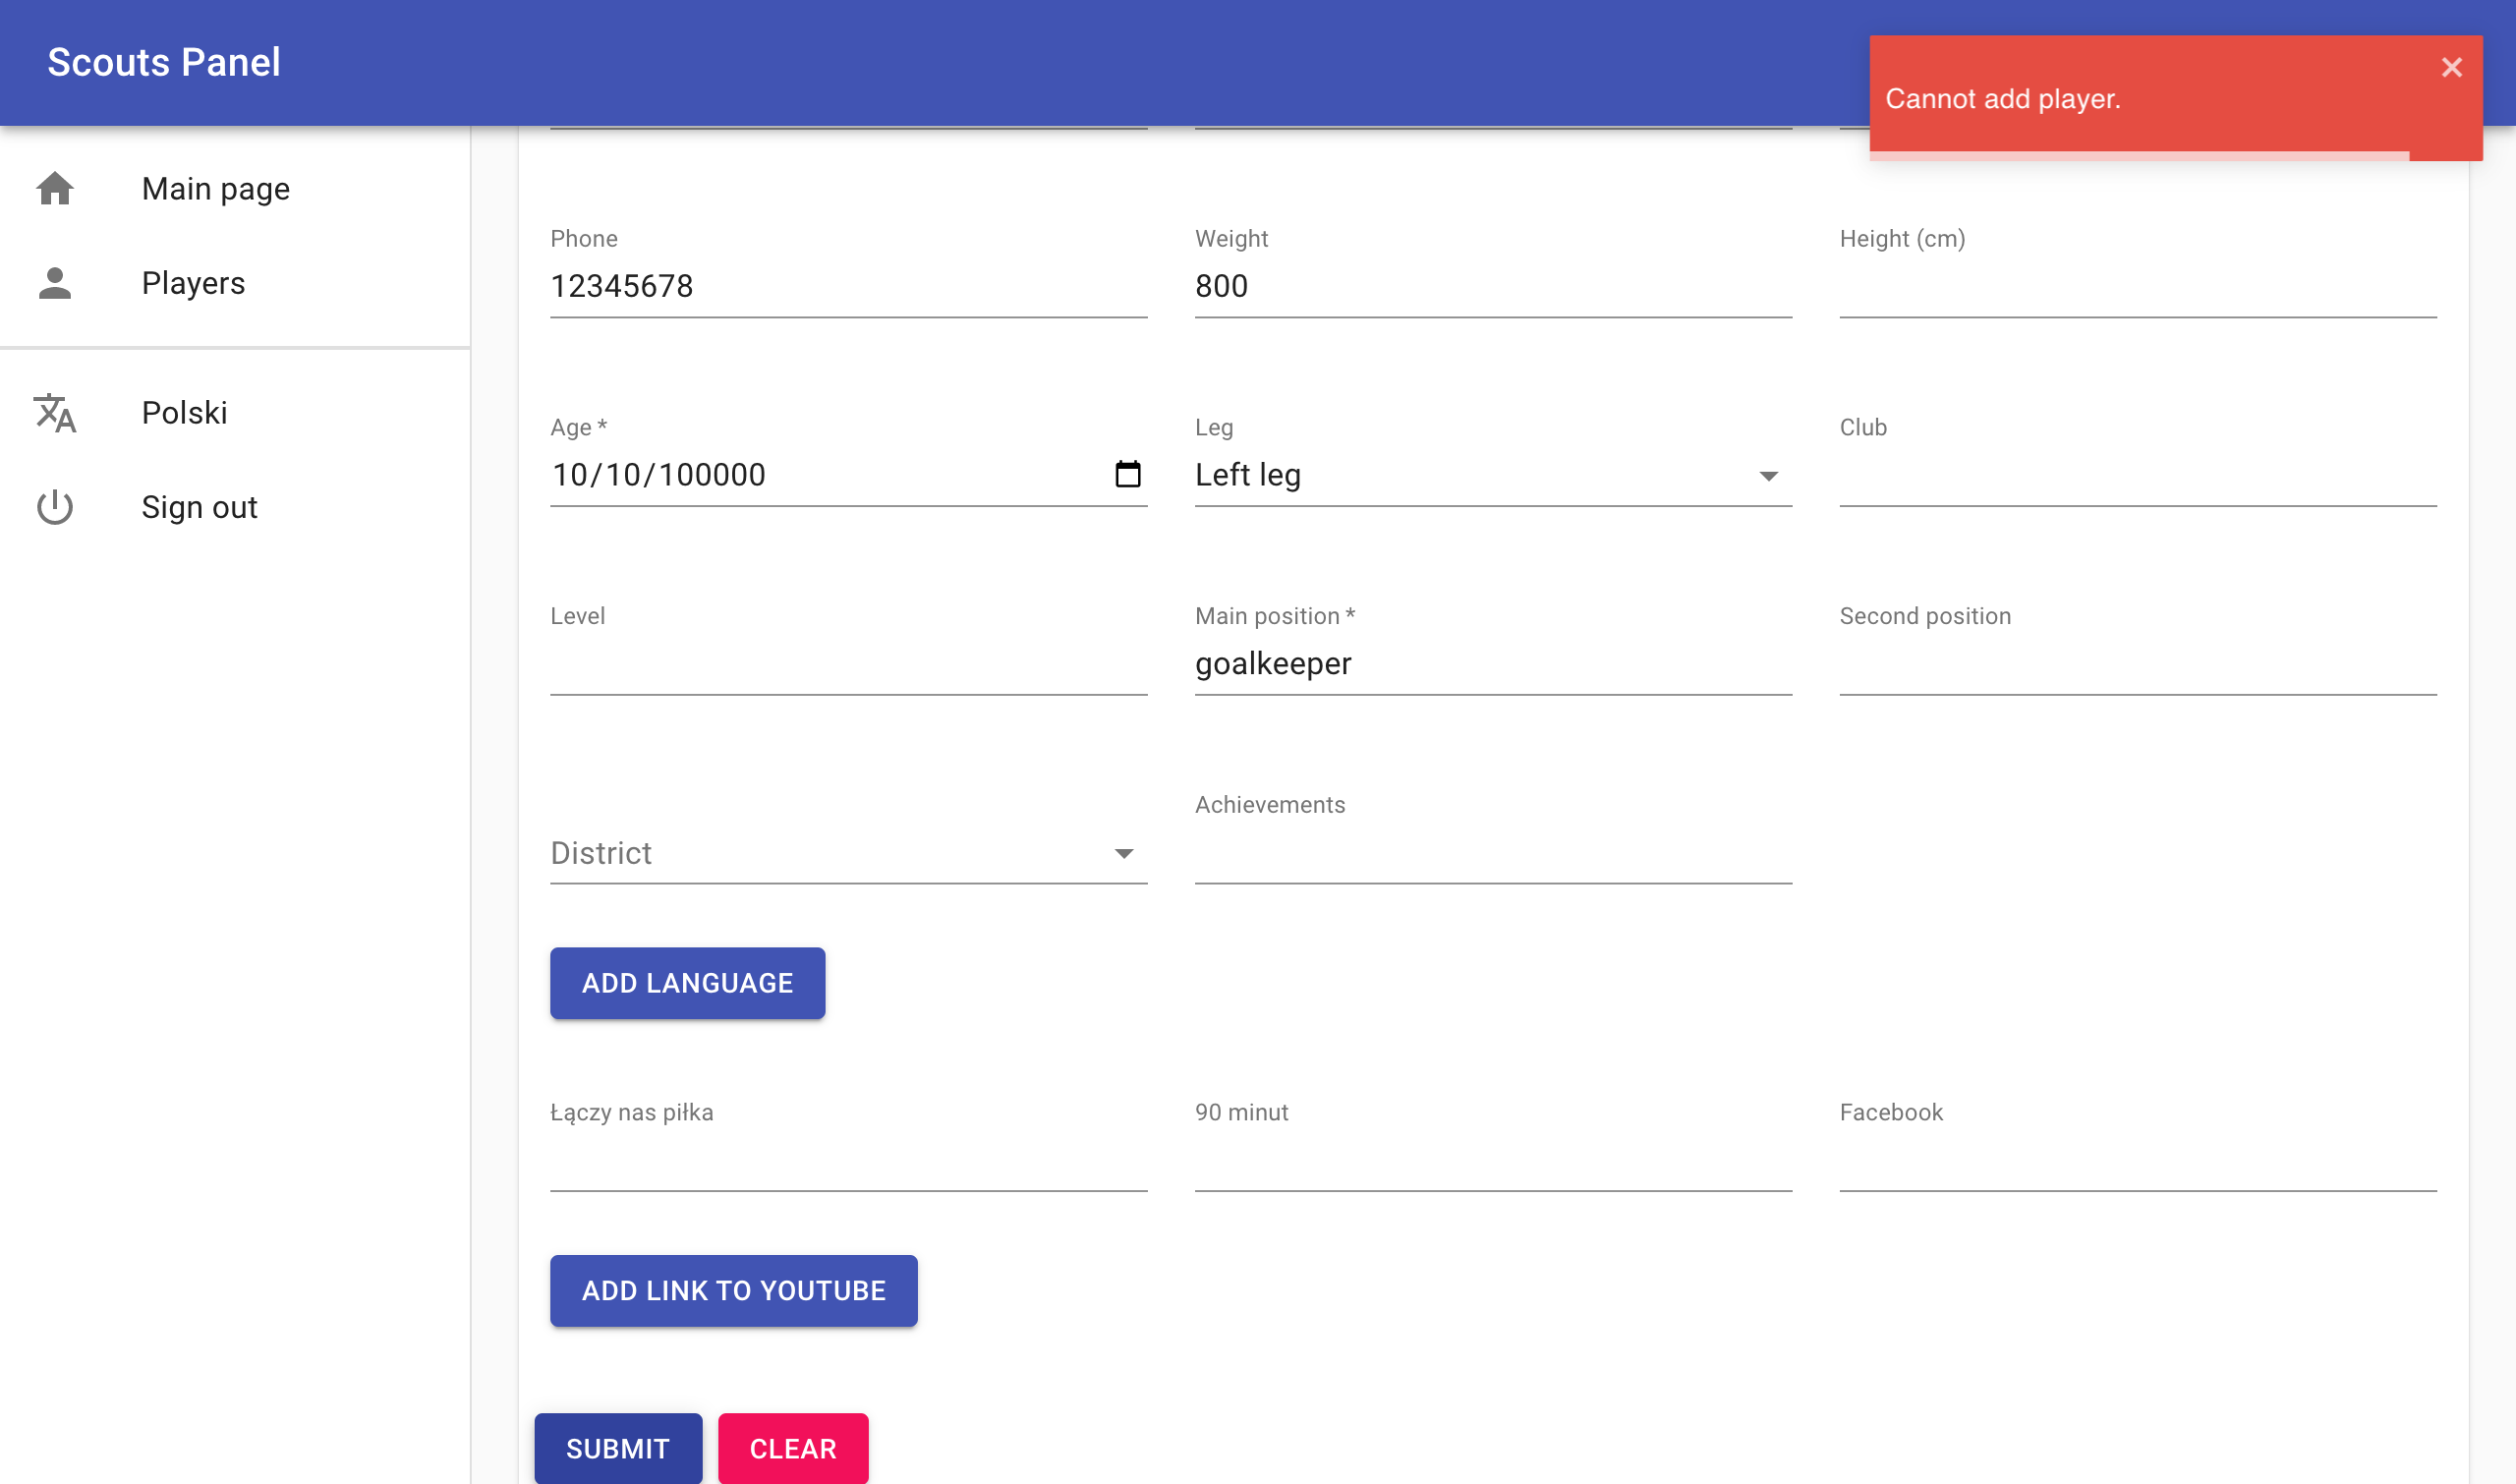 Scouts Panel
Cannot add player.
Main page
Players
Polski
Sign out
Phone
12345678
Weight
800
Height (cm)
Age *
10/10/100000
Leg
Left leg
Club
Level
Main position *
goalkeeper
Second position
District
Achievements
ADD LANGUAGE
Łączy nas piłka
90 minut
Facebook
ADD LINK TO YOUTUBE
SUBMIT
CLEAR